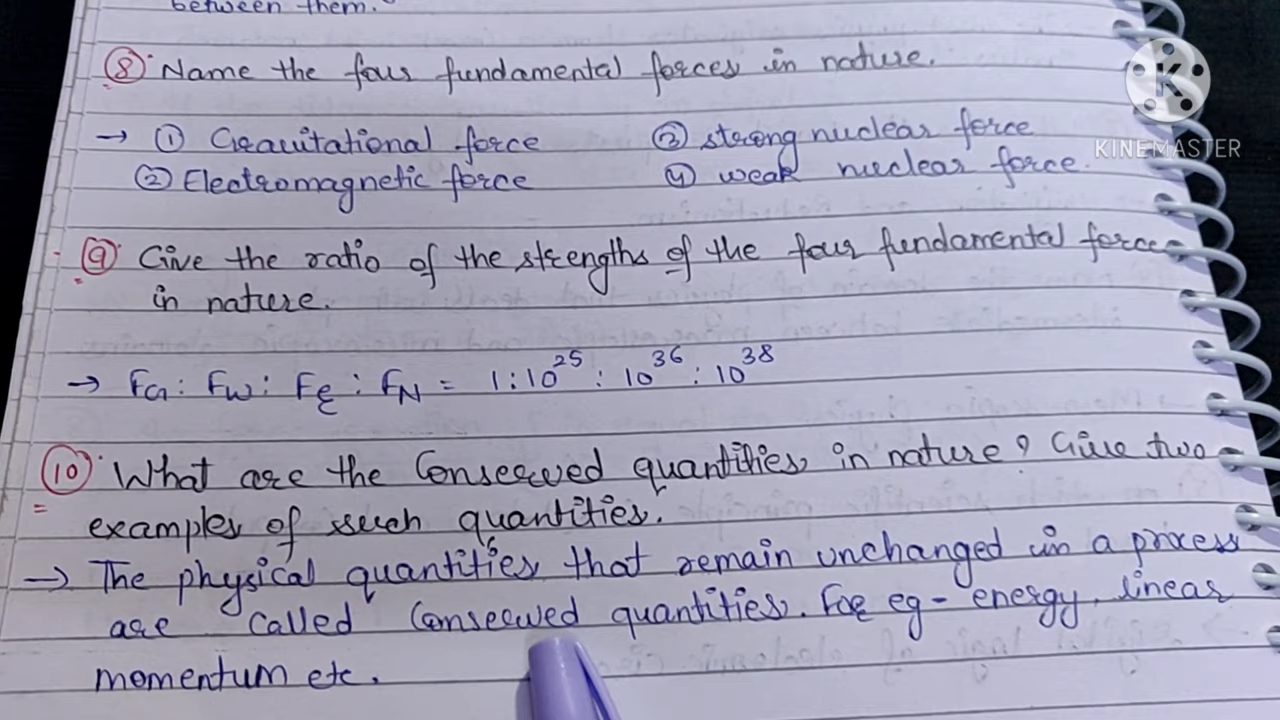 between them.
⑧ Name the four fundamental forces in nature.
→ ① Gravitational force ③ strong nuclear force
② Electromagnetic force ④ weak nuclear force.
⑨ Give the ratio of the strengths of the four fundamental forces
in nature.
→ FG : FW : FE : FN = 1 : 10^25 : 10^36 : 10^38
⑩ What are the Conserved quantities in nature? Give two
examples of such quantities.
→ The physical quantities that remain unchanged in a process
are called Conserved quantities. For eg - energy, linear
momentum etc.
K
KINEMASTER